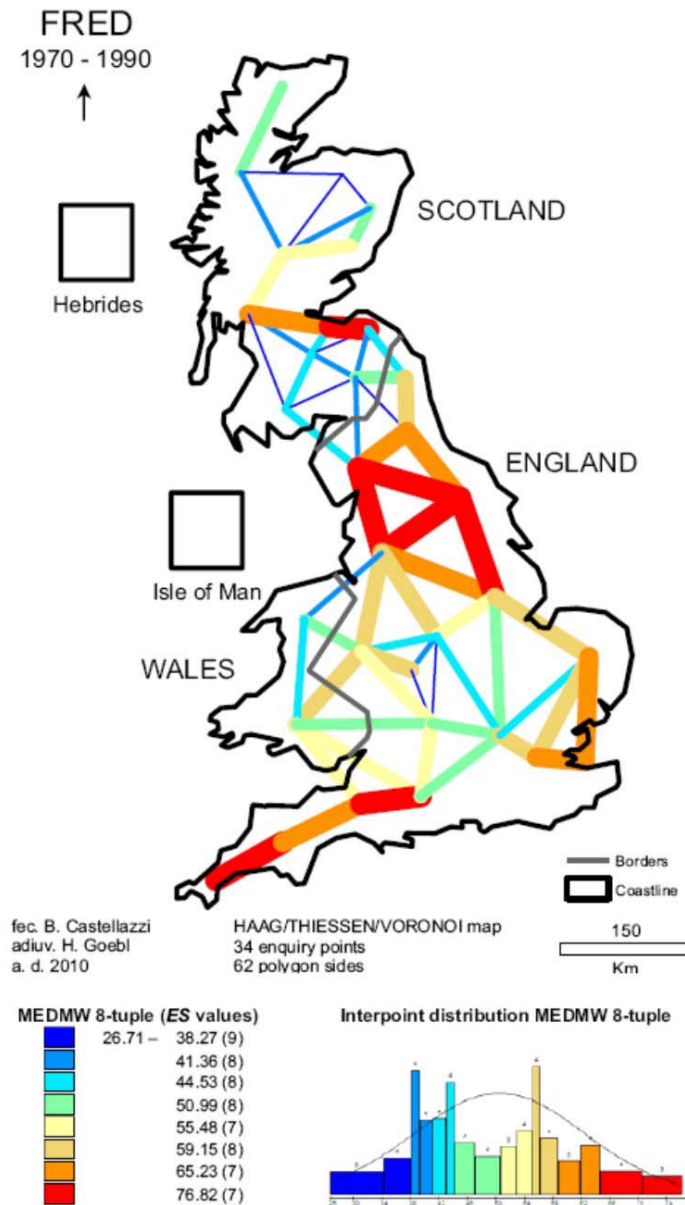 FRED
1970 - 1990
SCOTLAND
Hebrides
ENGLAND
Isle of Man
WALES
Borders
Coastline
fec. B. Castellazzi
adiuv. H. Goebl
a. d. 2010
HAAG/THIESSEN/VORONOI map
34 enquiry points
62 polygon sides
150
Km
MEDMW 8-tuple (ES values)
26.71 – 38.27 (9)
41.36 (8)
44.53 (8)
50.99 (8)
55.48 (7)
59.15 (8)
65.23 (7)
76.82 (7)
Interpoint distribution MEDMW 8-tuple